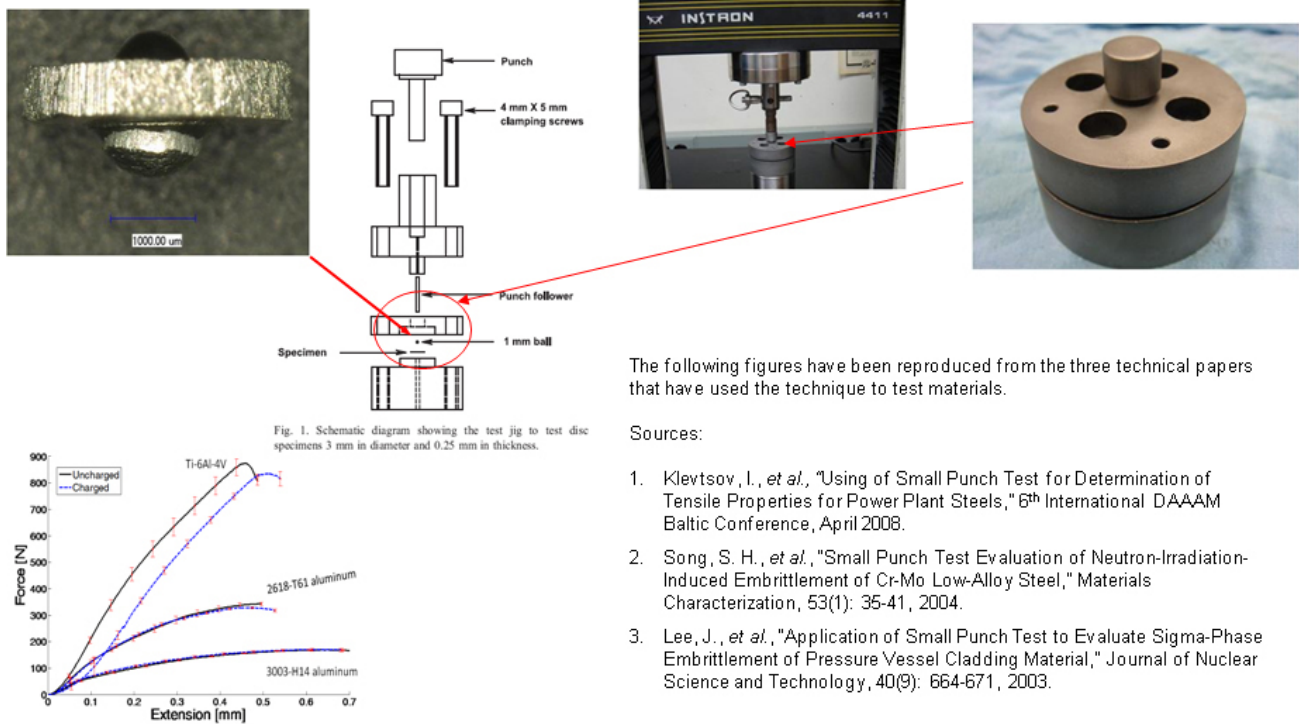 INSTRON
4411
1000.00 um
Punch
4 mm X 5 mm
clamping screws
Punch follower
1 mm ball
Specimen
Fig. 1. Schematic diagram showing the test jig to test disc
specimens 3 mm in diameter and 0.25 mm in thickness.
The following figures have been reproduced from the three technical papers
that have used the technique to test materials.
Sources:
1. Klevtsov, I., et al., "Using of Small Punch Test for Determination of
Tensile Properties for Power Plant Steels," 6th International DAAAM
Baltic Conference, April 2008.
2. Song, S. H., et al., "Small Punch Test Evaluation of Neutron-Irradiation-
Induced Embrittlement of Cr-Mo Low-Alloy Steel," Materials
Characterization, 53(1): 35-41, 2004.
3. Lee, J., et al., "Application of Small Punch Test to Evaluate Sigma-Phase
Embrittlement of Pressure Vessel Cladding Material," Journal of Nuclear
Science and Technology, 40(9): 664-671, 2003.
Force [N]
900
800
700
600
500
400
300
200
100
0
Uncharged
Charged
Ti-6Al-4V
2618-T61 aluminum
3003-H14 aluminum
0 0.1 0.2 0.3 0.4 0.5 0.6 0.7
Extension [mm]